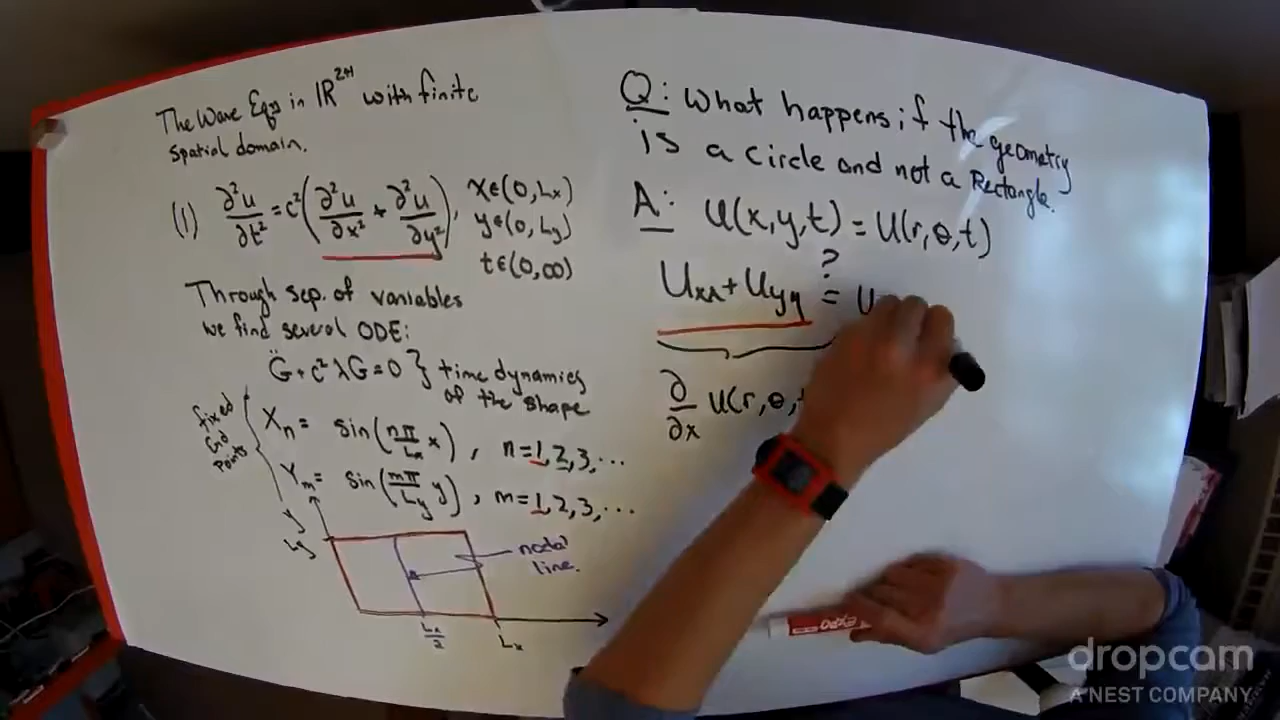 The Wave Eqn in ℝ²⁺¹ with finite
spatial domain.
(1) ∂²u/∂t² = c²(∂²u/∂x² + ∂²u/∂y²), x∈(0,Lx)
y∈(0,Ly)
t∈(0,∞)
Through sep. of variables
we find several ODE:
G̈ + c²λG = 0 } time dynamics
of the shape
fixed
end
points
Xn = sin(nπ/Lx x), n = 1,2,3,...
Ym = sin(mπ/Ly y), m = 1,2,3,...
y
Ly
nodal
line.
Lx/2
Lx
Q: What happens if the geometry
is a circle and not a Rectangle.
A: U(x,y,t) = U(r,θ,t)
Uxx + Uyy ?= U
∂/∂x U(r,θ,
EXPO
dropcam
A NEST COMPANY